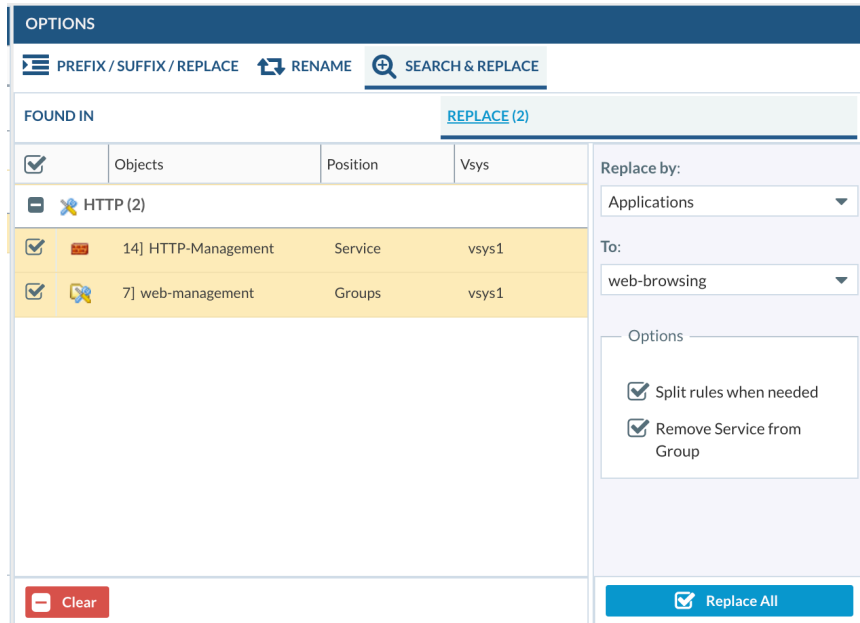 OPTIONS
PREFIX / SUFFIX / REPLACE RENAME SEARCH & REPLACE
FOUND IN REPLACE (2)
Objects Position Vsys
HTTP (2)
14] HTTP-Management Service vsys1
7] web-management Groups vsys1
Replace by:
Applications
To:
web-browsing
Options
Split rules when needed
Remove Service from
Group
Clear
Replace All